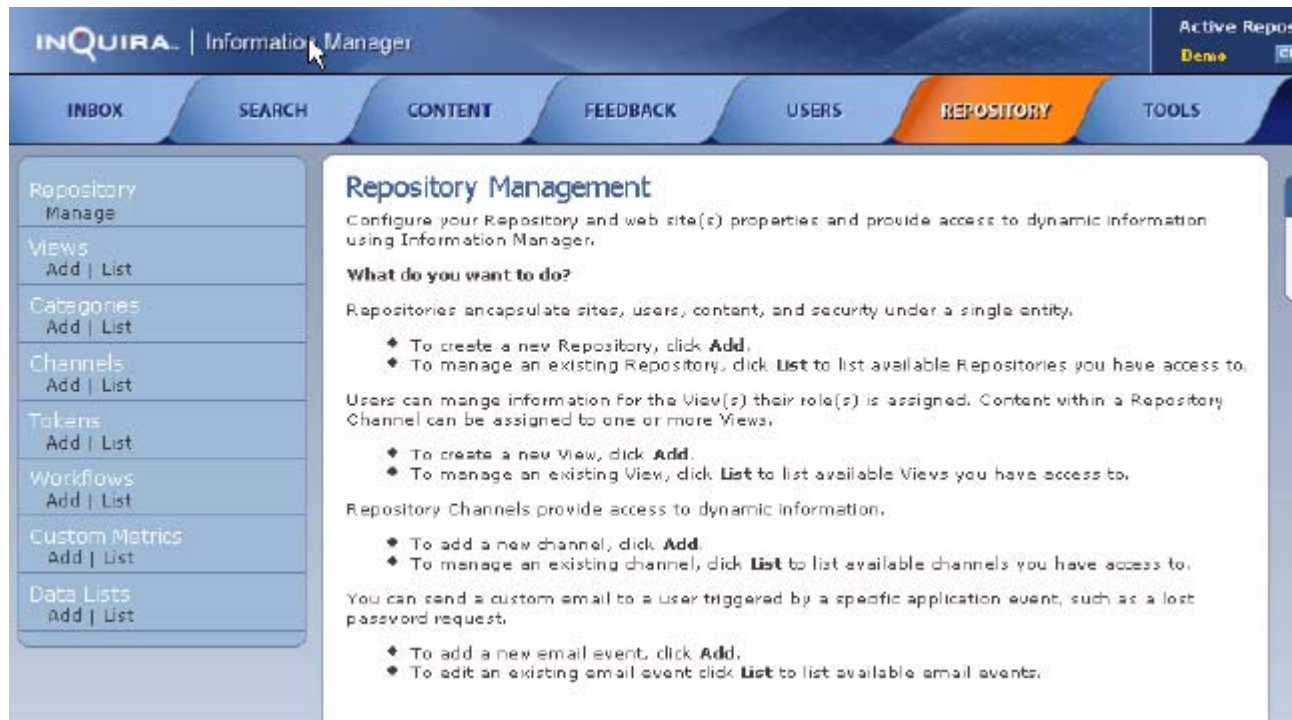 INQUIRA™ | Information Manager
Active Repos
Demo
INBOX
SEARCH
CONTENT
FEEDBACK
USERS
REPOSITORY
TOOLS
Repository
Manage
Views
Add | List
Categories
Add | List
Channels
Add | List
Tokens
Add | List
Workflows
Add | List
Custom Metrics
Add | List
Data Lists
Add | List
Repository Management
Configure your Repository and web site(s) properties and provide access to dynamic information
using Information Manager.
What do you want to do?
Repositories encapsulate sites, users, content, and security under a single entity.
♦ To create a new Repository, click Add.
♦ To manage an existing Repository, click List to list available Repositories you have access to.
Users can mange information for the View(s) their role(s) is assigned. Content within a Repository
Channel can be assigned to one or more Views.
♦ To create a new View, click Add.
♦ To manage an existing View, click List to list available Views you have access to.
Repository Channels provide access to dynamic information.
♦ To add a new channel, click Add.
♦ To manage an existing channel, click List to list available channels you have access to.
You can send a custom email to a user triggered by a specific application event, such as a lost
password request.
♦ To add a new email event, click Add.
♦ To edit an existing email event click List to list available email events.